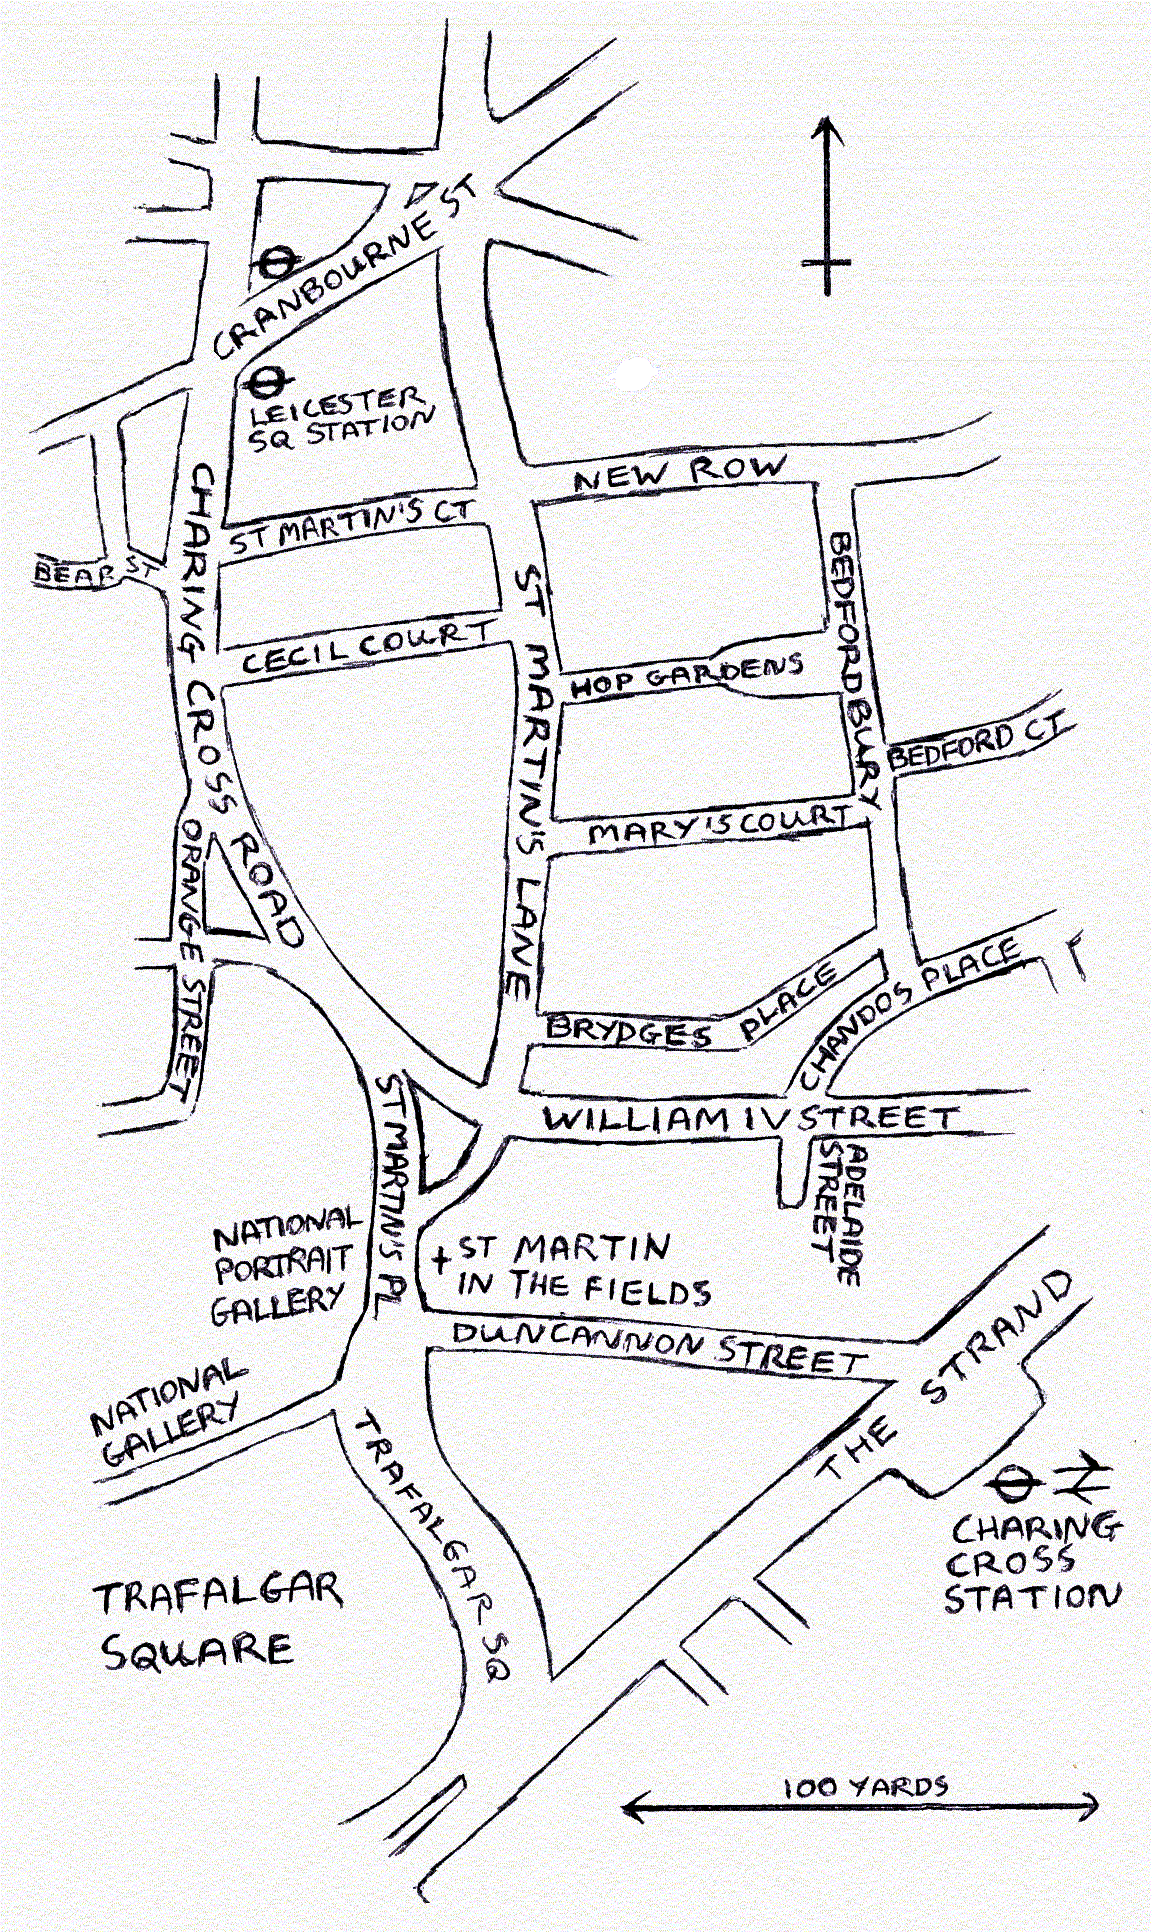 CRANBOURNE ST
LEICESTER
SQ STATION
NEW ROW
CHARING CROSS ROAD
ST MARTIN'S CT
BEAR ST
BEDFORDBURY
ST MARTIN'S LANE
CECIL COURT
HOP GARDENS
BEDFORD CT
MARY'S COURT
ORANGE STREET
CHANDOS PLACE
BRYDGES PLACE
WILLIAM IV STREET
ADELAIDE
STREET
ST MARTIN'S PL
NATIONAL
PORTRAIT
GALLERY
+ ST MARTIN
IN THE FIELDS
DUNCANNON STREET
THE STRAND
NATIONAL
GALLERY
TRAFALGAR SQ
CHARING
CROSS
STATION
TRAFALGAR
SQUARE
100 YARDS